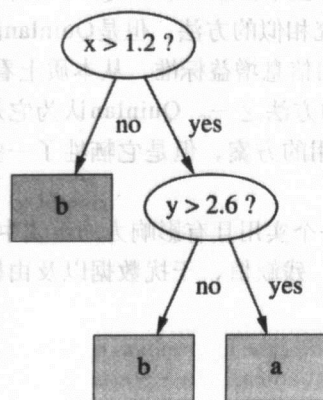 x > 1.2 ?
no
yes
b
y > 2.6 ?
no
yes
b
a